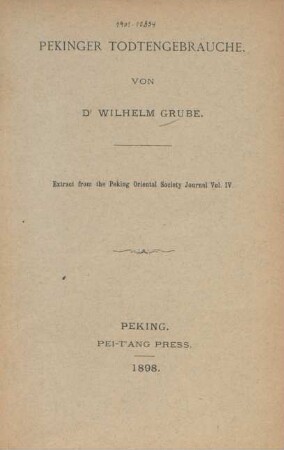 PEKINGER TODTENGEBRAUCHE.
VON
Dr WILHELM GRUBE.
Extract from the Peking Oriental Society Journal Vol. IV
PEKING.
PEI-T'ANG PRESS.
1898.